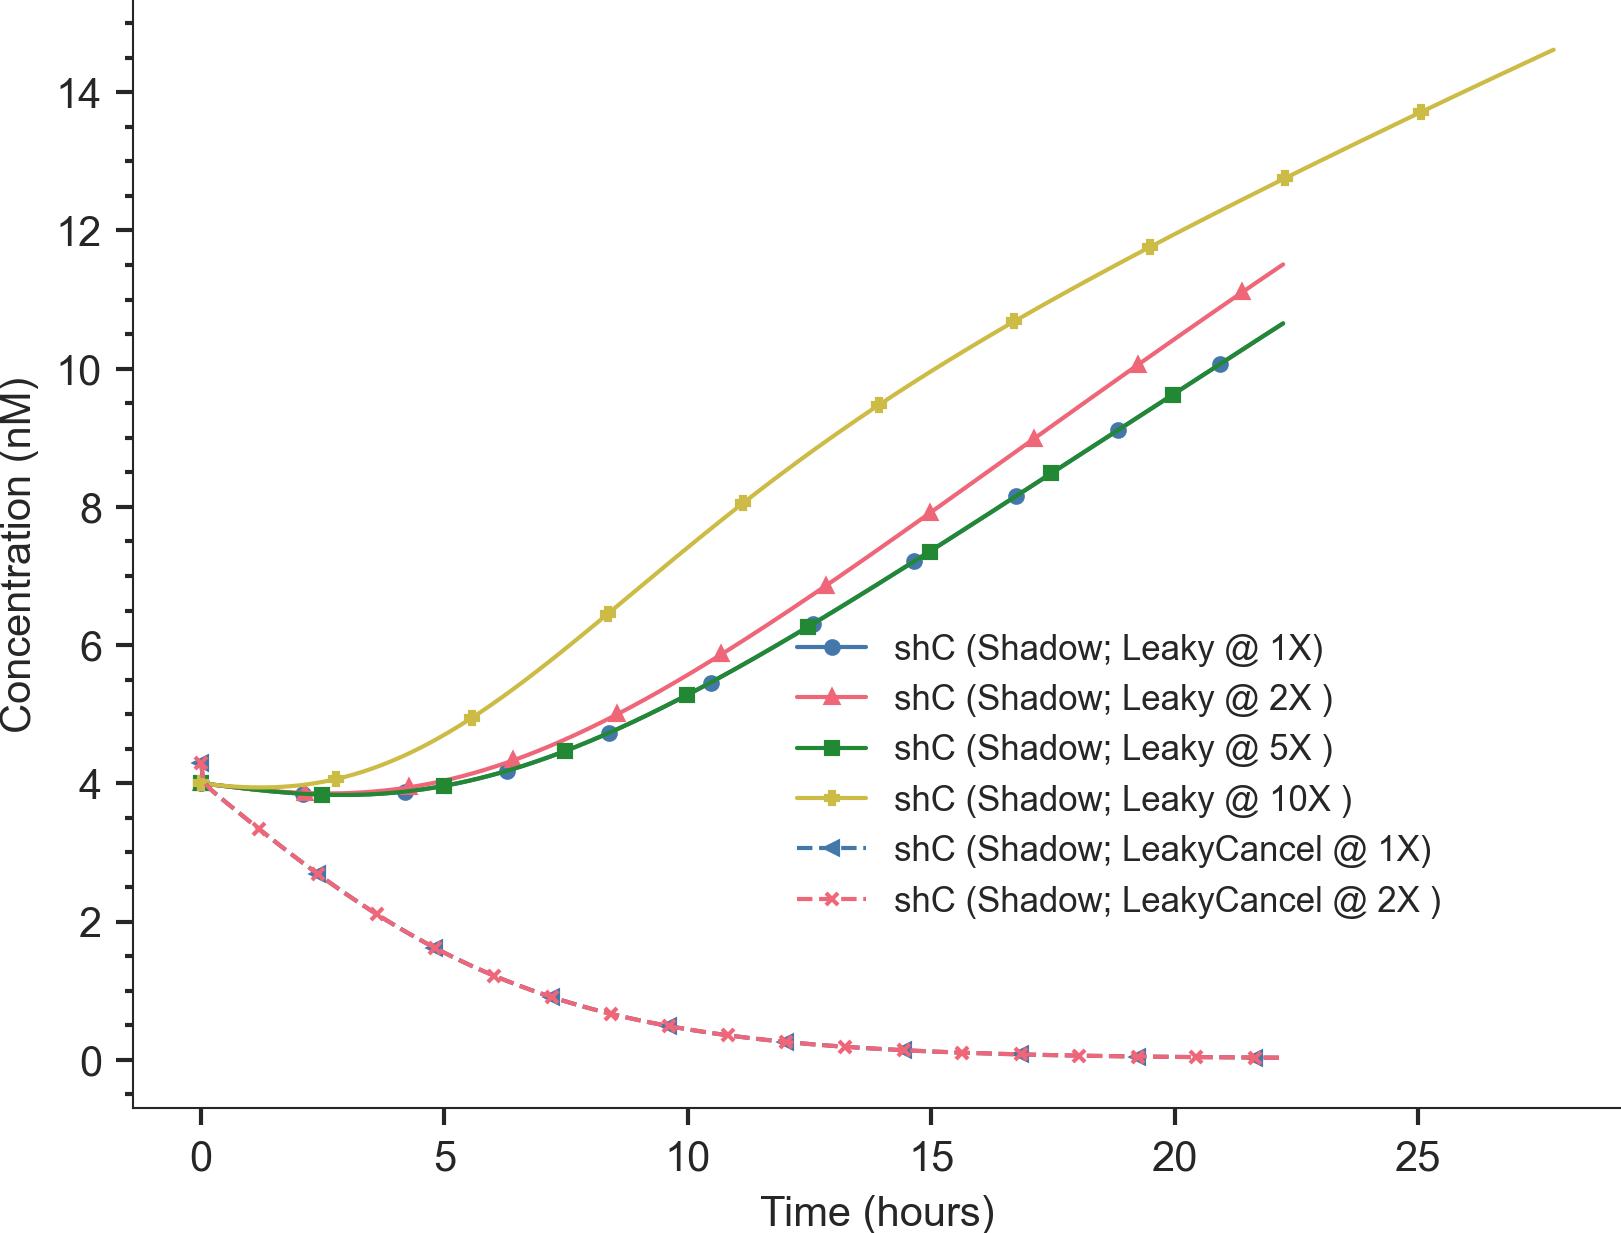 Concentration (nM)
14
12
10
8
6
4
2
0
shC (Shadow; Leaky @ 1X)
shC (Shadow; Leaky @ 2X )
shC (Shadow; Leaky @ 5X )
shC (Shadow; Leaky @ 10X )
shC (Shadow; LeakyCancel @ 1X)
shC (Shadow; LeakyCancel @ 2X )
0 5 10 15 20 25
Time (hours)